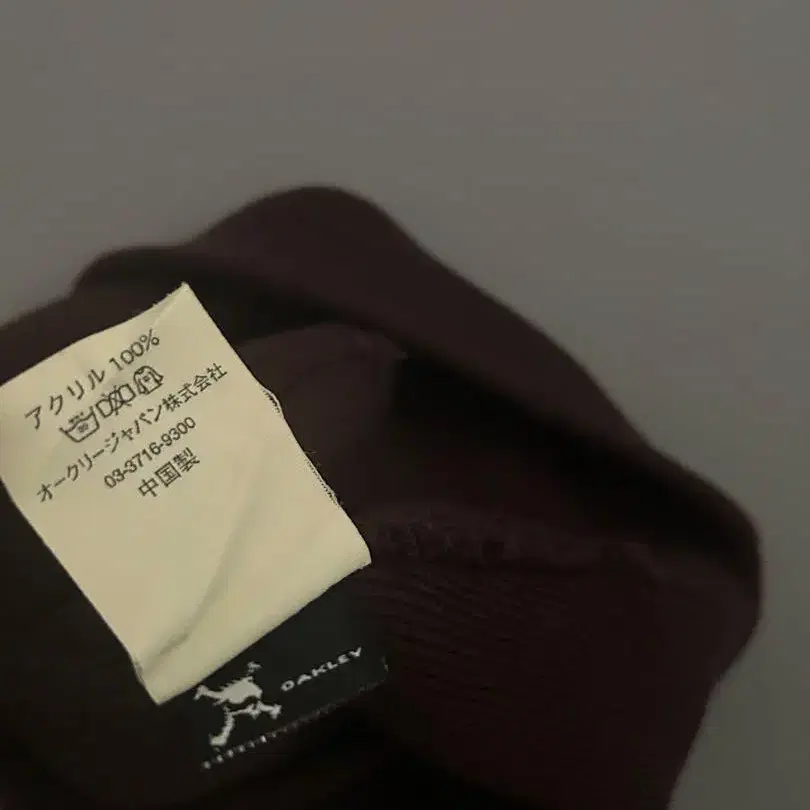 アクリル 100%
オークリージャパン株式会社
03-3716-9300
中国製
OAKLEY